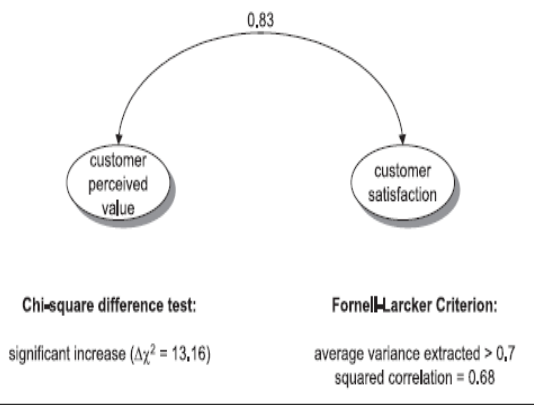 0.83
customer
perceived
value
customer
satisfaction
Chi-square difference test:
significant increase (Δχ² = 13.16)
Fornell-Larcker Criterion:
average variance extracted > 0.7
squared correlation = 0.68